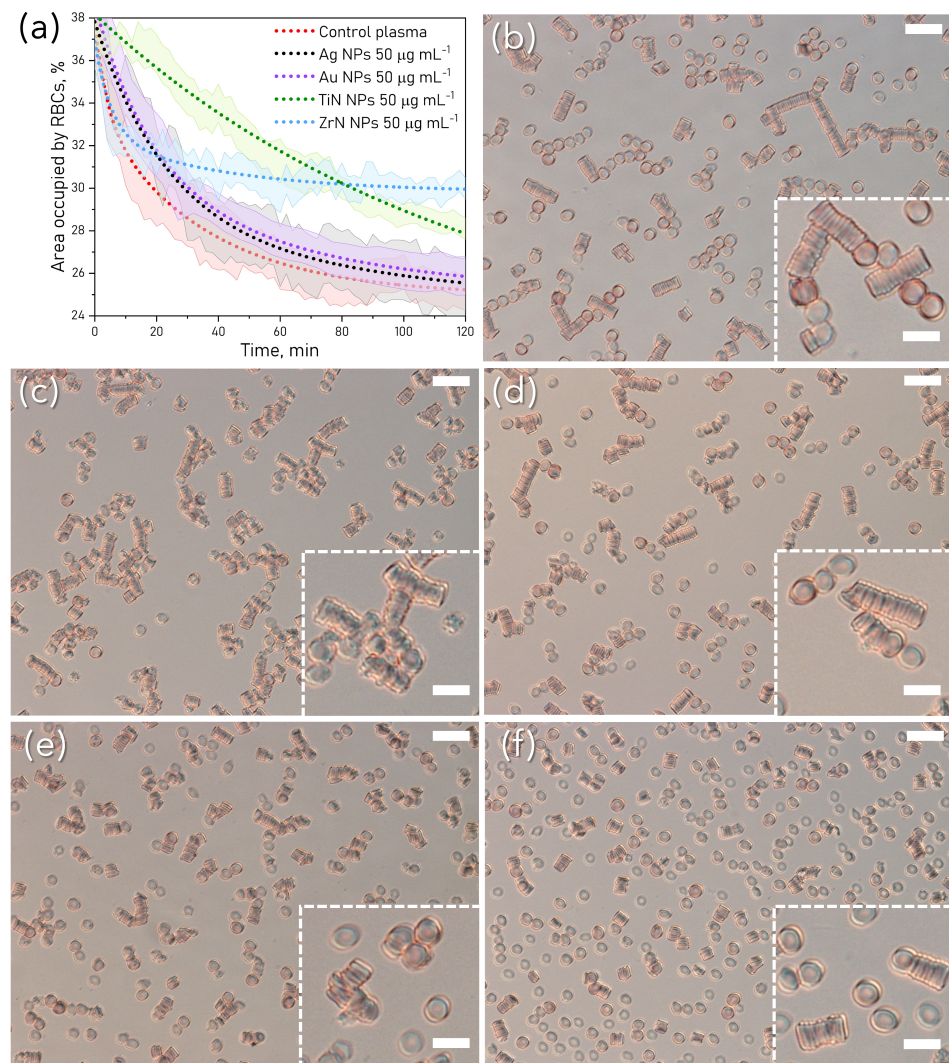 (a)
Area occupied by RBCs, %
38
36
34
32
30
28
26
24
0
20
40
60
80
100
120
Time, min
Control plasma
Ag NPs 50 µg mL⁻¹
Au NPs 50 µg mL⁻¹
TiN NPs 50 µg mL⁻¹
ZrN NPs 50 µg mL⁻¹
(b)
(c)
(d)
(e)
(f)